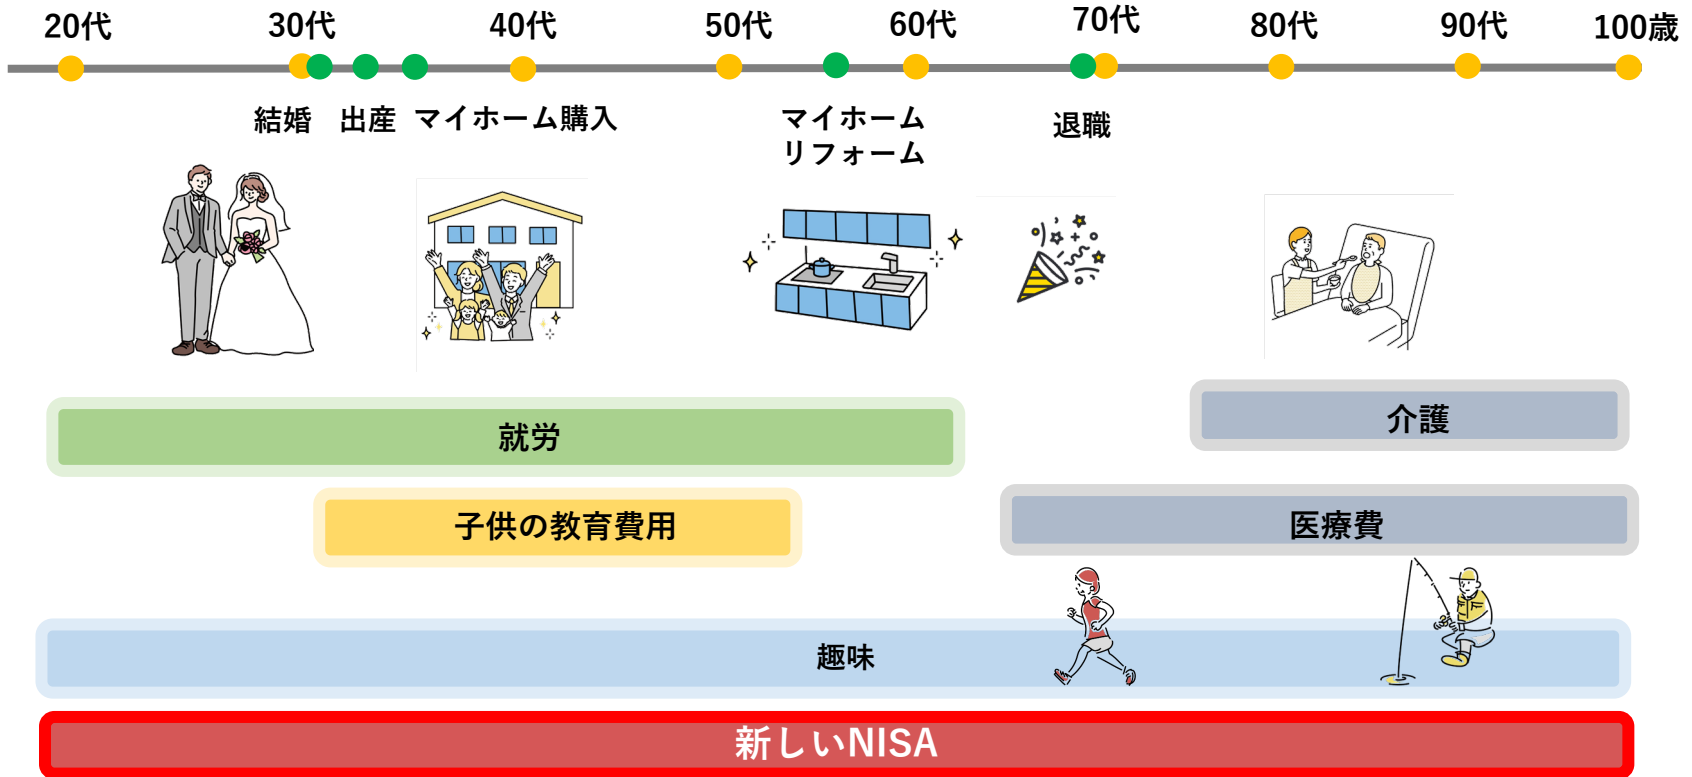 20代
30代
40代
50代
60代
70代
80代
90代
100歳
結婚
出産
マイホーム購入
マイホーム
リフォーム
退職
就労
介護
子供の教育費用
医療費
趣味
新しいNISA